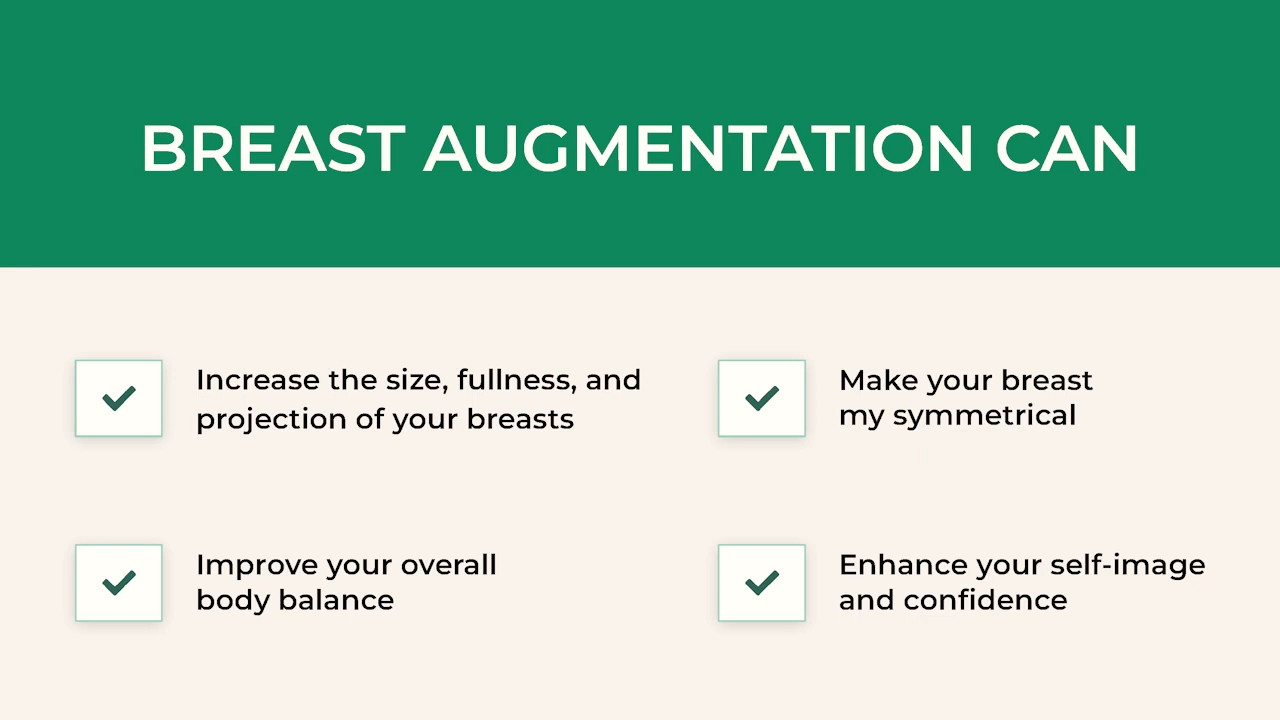 BREAST AUGMENTATION CAN
Increase the size, fullness, and
projection of your breasts
Make your breast
my symmetrical
Improve your overall
body balance
Enhance your self-image
and confidence